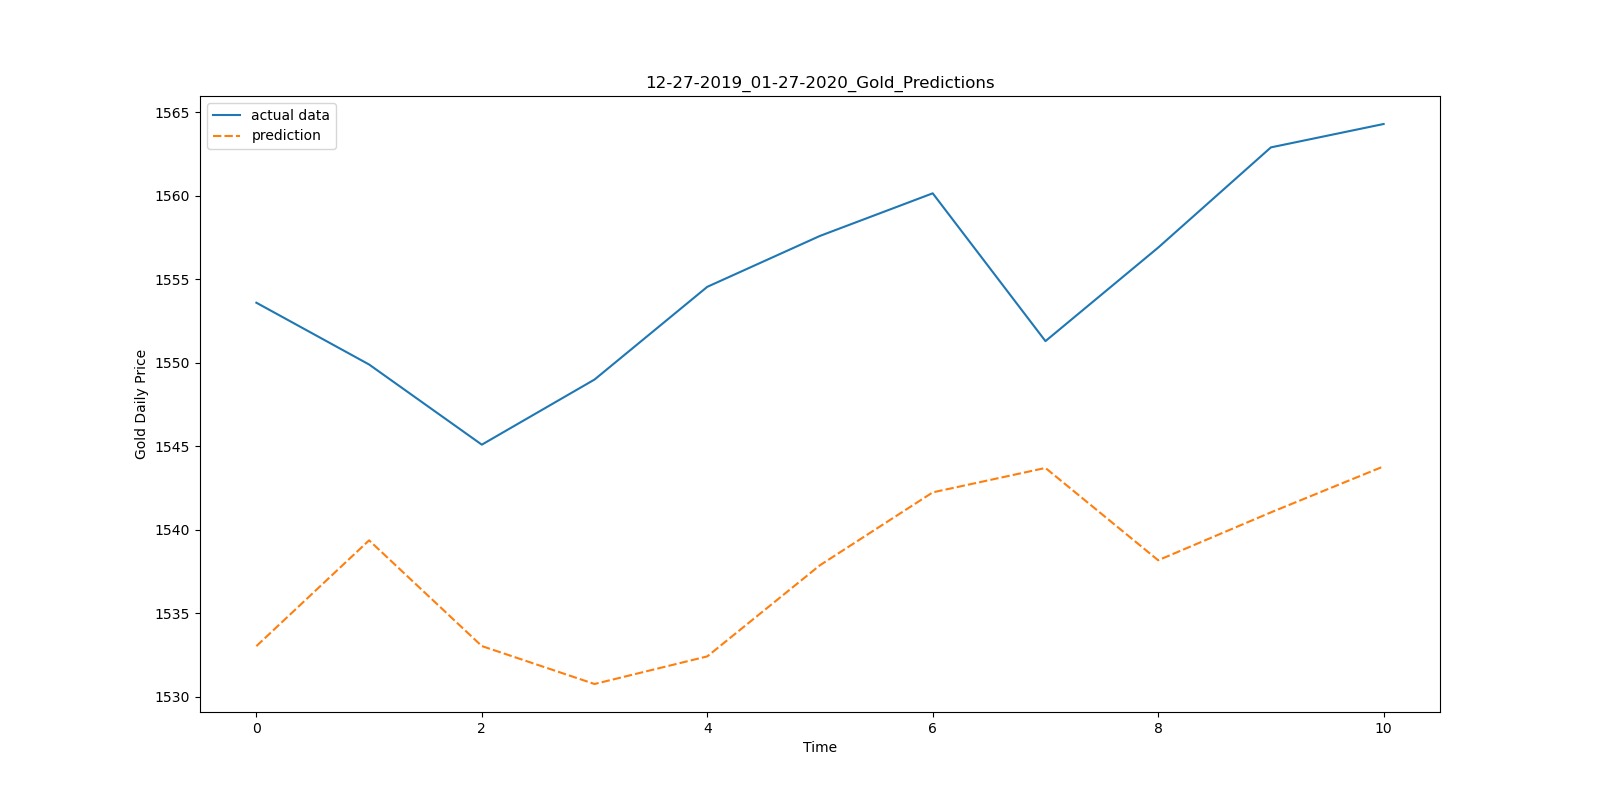 12-27-2019_01-27-2020_Gold_Predictions
actual data
prediction
Gold Daily Price
1565
1560
1555
1550
1545
1540
1535
1530
0 2 4 6 8 10
Time